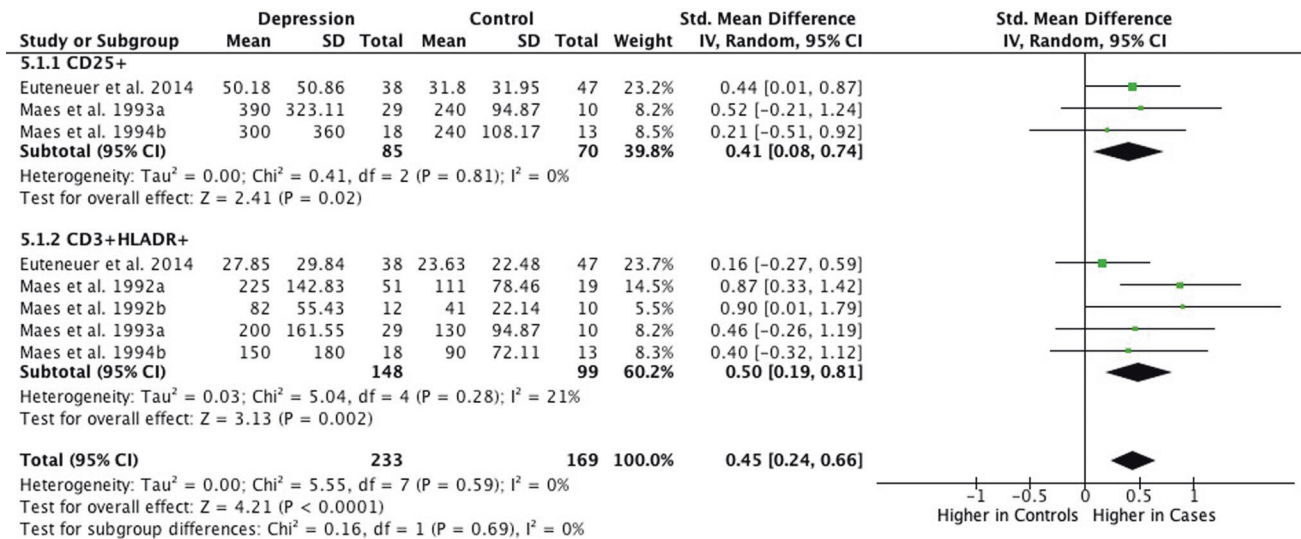 Depression Control Std. Mean Difference Std. Mean Difference
Study or Subgroup Mean SD Total Mean SD Total Weight IV, Random, 95% CI IV, Random, 95% CI
5.1.1 CD25+
Euteneuer et al. 2014 50.18 50.86 38 31.8 31.95 47 23.2% 0.44 [0.01, 0.87]
Maes et al. 1993a 390 323.11 29 240 94.87 10 8.2% 0.52 [-0.21, 1.24]
Maes et al. 1994b 300 360 18 240 108.17 13 8.5% 0.21 [-0.51, 0.92]
Subtotal (95% CI) 85 70 39.8% 0.41 [0.08, 0.74]
Heterogeneity: Tau² = 0.00; Chi² = 0.41, df = 2 (P = 0.81); I² = 0%
Test for overall effect: Z = 2.41 (P = 0.02)
5.1.2 CD3+HLADR+
Euteneuer et al. 2014 27.85 29.84 38 23.63 22.48 47 23.7% 0.16 [-0.27, 0.59]
Maes et al. 1992a 225 142.83 51 111 78.46 19 14.5% 0.87 [0.33, 1.42]
Maes et al. 1992b 82 55.43 12 41 22.14 10 5.5% 0.90 [0.01, 1.79]
Maes et al. 1993a 200 161.55 29 130 94.87 10 8.2% 0.46 [-0.26, 1.19]
Maes et al. 1994b 150 180 18 90 72.11 13 8.3% 0.40 [-0.32, 1.12]
Subtotal (95% CI) 148 99 60.2% 0.50 [0.19, 0.81]
Heterogeneity: Tau² = 0.03; Chi² = 5.04, df = 4 (P = 0.28); I² = 21%
Test for overall effect: Z = 3.13 (P = 0.002)
Total (95% CI) 233 169 100.0% 0.45 [0.24, 0.66]
Heterogeneity: Tau² = 0.00; Chi² = 5.55, df = 7 (P = 0.59); I² = 0%
Test for overall effect: Z = 4.21 (P < 0.0001)
Test for subgroup differences: Chi² = 0.16, df = 1 (P = 0.69), I² = 0%
-1 -0.5 0 0.5 1
Higher in Controls Higher in Cases